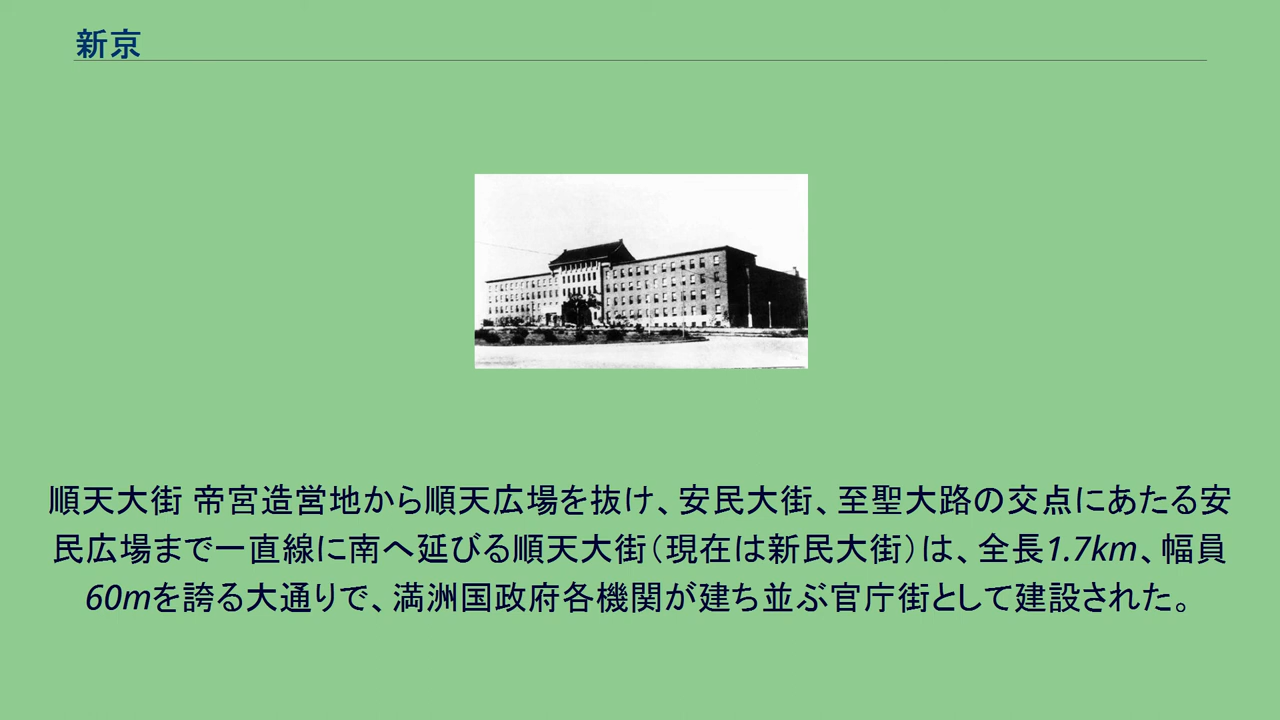 新京
順天大街 帝宮造営地から順天広場を抜け、安民大街、至聖大路の交点にあたる安
民広場まで一直線に南へ延びる順天大街（現在は新民大街）は、全長1.7km、幅員
60mを誇る大通りで、満洲国政府各機関が建ち並ぶ官庁街として建設された。